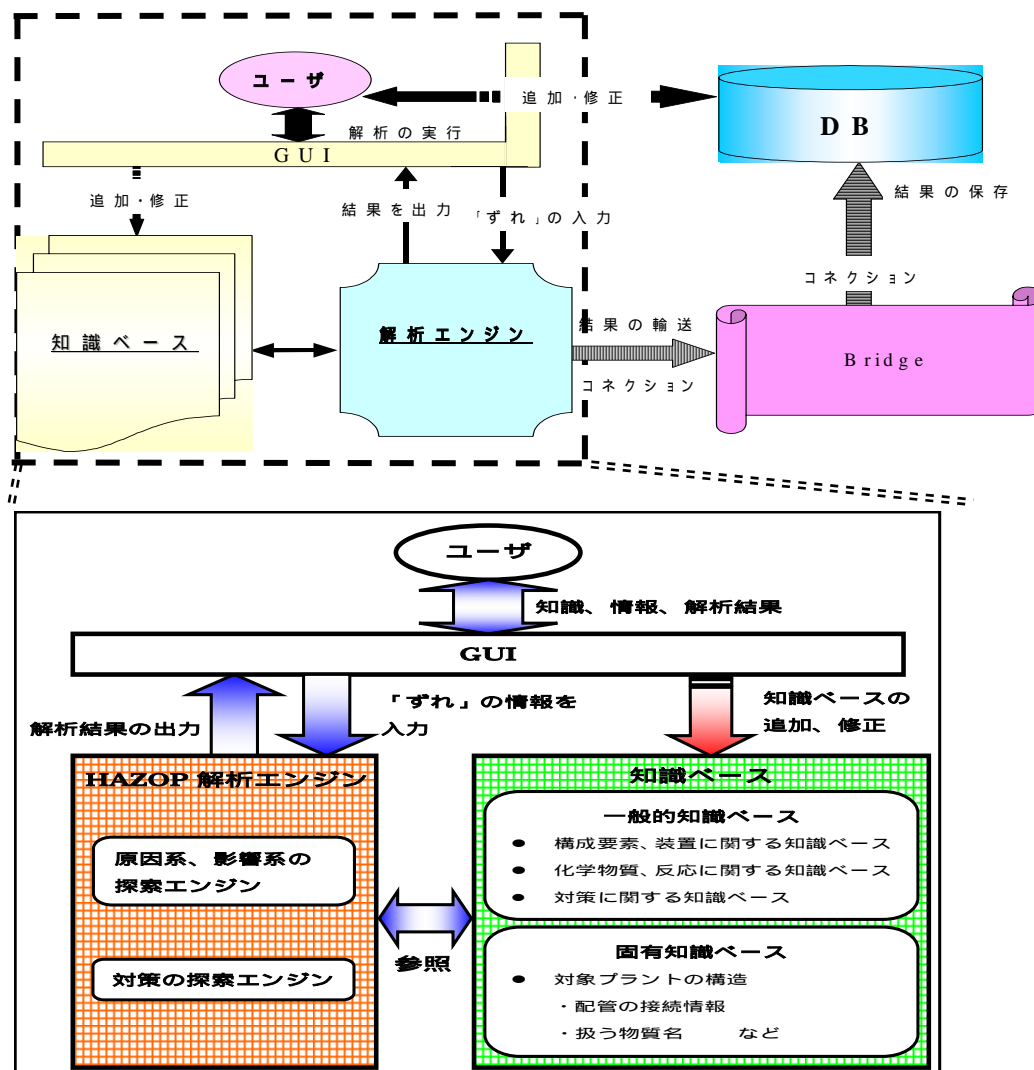 ユーザ
追加・修正
DB
解析の実行
GUI
追加・修正
結果を出力
「ずれ」の入力
結果の保存
コネクション
知識ベース
解析エンジン
結果の輸送
コネクション
Bridge
ユーザ
知識、情報、解析結果
GUI
解析結果の出力
「ずれ」の情報を
入力
知識ベースの
追加、修正
HAZOP 解析エンジン
原因系、影響系の
探索エンジン
対策の探索エンジン
参照
知識ベース
一般的知識ベース
● 構成要素、装置に関する知識ベース
● 化学物質、反応に関する知識ベース
● 対策に関する知識ベース
固有知識ベース
● 対象プラントの構造
・配管の接続情報
・扱う物質名 など